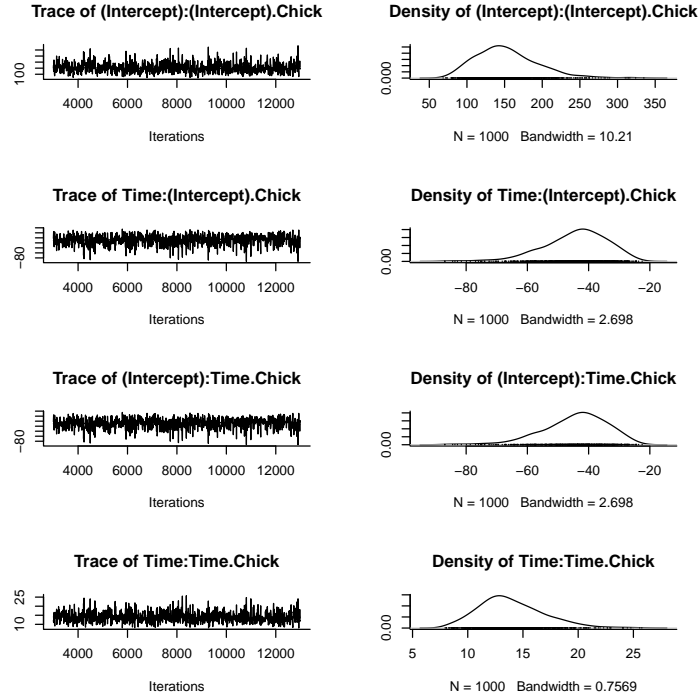 Trace of (Intercept):(Intercept).Chick
100
4000 6000 8000 10000 12000
Iterations
Density of (Intercept):(Intercept).Chick
0.000
50 100 150 200 250 300 350
N = 1000 Bandwidth = 10.21
Trace of Time:(Intercept).Chick
−80
4000 6000 8000 10000 12000
Iterations
Density of Time:(Intercept).Chick
0.00
−80 −60 −40 −20
N = 1000 Bandwidth = 2.698
Trace of (Intercept):Time.Chick
−80
4000 6000 8000 10000 12000
Iterations
Density of (Intercept):Time.Chick
0.00
−80 −60 −40 −20
N = 1000 Bandwidth = 2.698
Trace of Time:Time.Chick
10 25
4000 6000 8000 10000 12000
Iterations
Density of Time:Time.Chick
0.00
5 10 15 20 25
N = 1000 Bandwidth = 0.7569